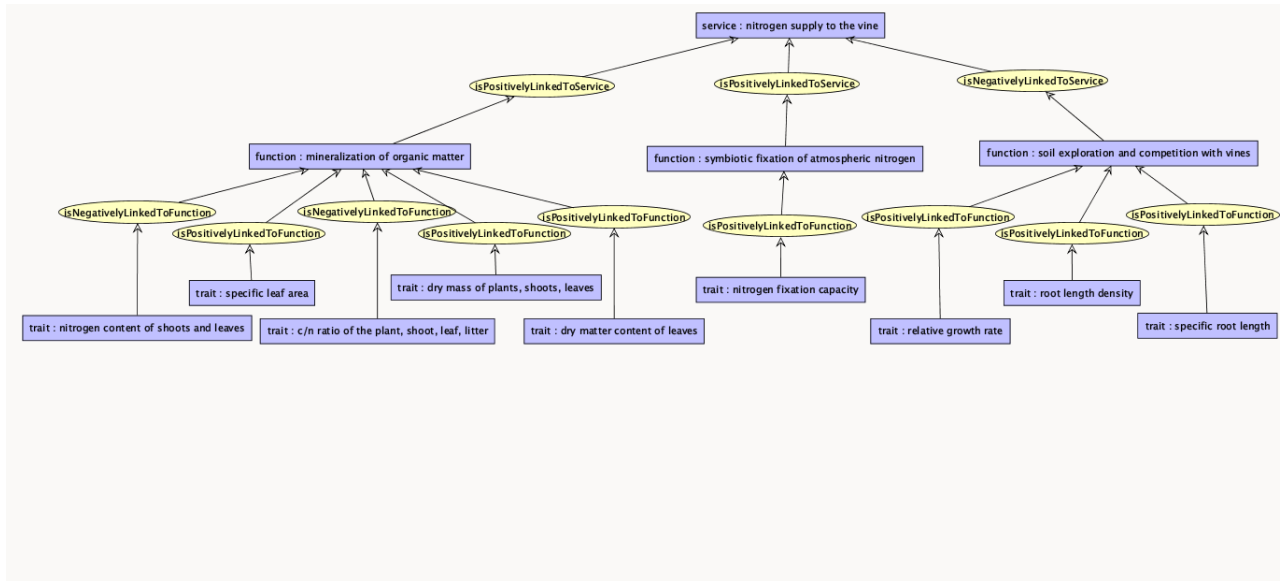 service : nitrogen supply to the vine
isPositivelyLinkedToService
isPositivelyLinkedToService
isNegativelyLinkedToService
function : mineralization of organic matter
function : symbiotic fixation of atmospheric nitrogen
function : soil exploration and competition with vines
isNegativelyLinkedToFunction
isPositivelyLinkedToFunction
isNegativelyLinkedToFunction
isPositivelyLinkedToFunction
isPositivelyLinkedToFunction
isPositivelyLinkedToFunction
isPositivelyLinkedToFunction
isPositivelyLinkedToFunction
isPositivelyLinkedToFunction
trait : specific leaf area
trait : dry mass of plants, shoots, leaves
trait : nitrogen fixation capacity
trait : root length density
trait : nitrogen content of shoots and leaves
trait : c/n ratio of the plant, shoot, leaf, litter
trait : dry matter content of leaves
trait : relative growth rate
trait : specific root length